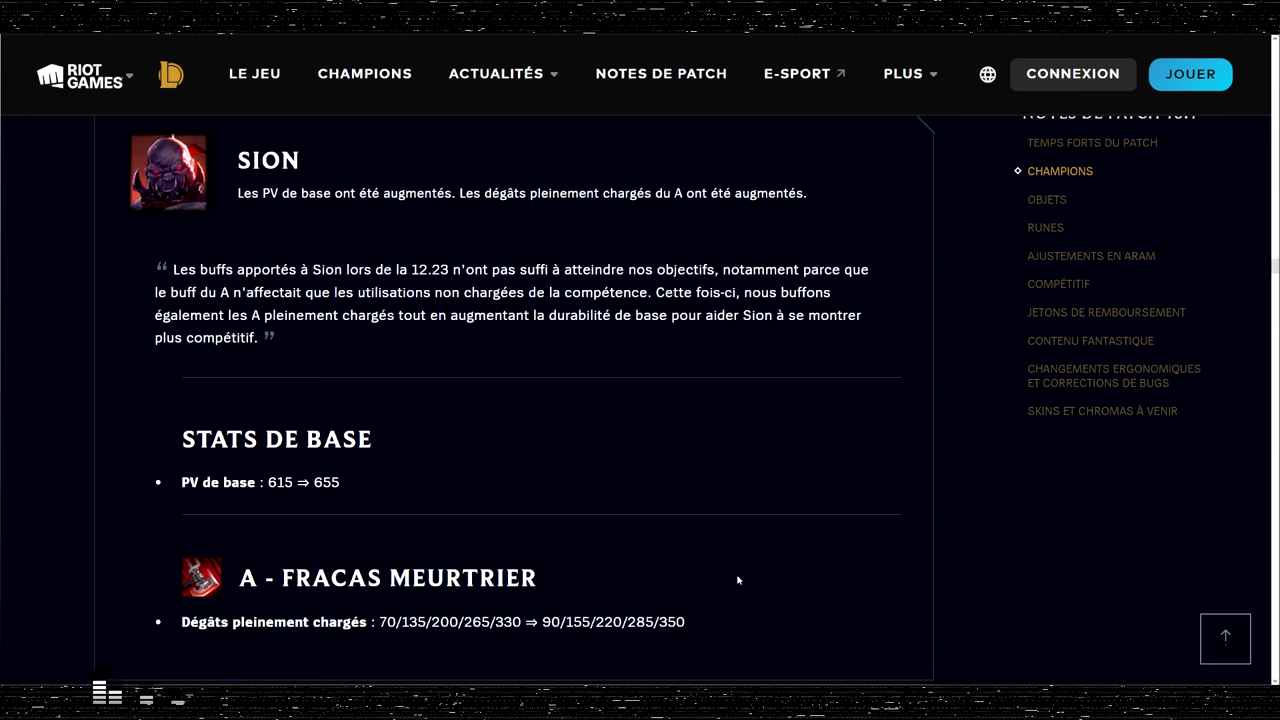 RIOT GAMES
LE JEU
CHAMPIONS
ACTUALITÉS
NOTES DE PATCH
E-SPORT
PLUS
CONNEXION
JOUER
SION
Les PV de base ont été augmentés. Les dégâts pleinement chargés du A ont été augmentés.
“ Les buffs apportés à Sion lors de la 12.23 n'ont pas suffi à atteindre nos objectifs, notamment parce que
le buff du A n'affectait que les utilisations non chargées de la compétence. Cette fois-ci, nous buffons
également les A pleinement chargés tout en augmentant la durabilité de base pour aider Sion à se montrer
plus compétitif. ”
STATS DE BASE
• PV de base : 615 ⇒ 655
A - FRACAS MEURTRIER
• Dégâts pleinement chargés : 70/135/200/265/330 ⇒ 90/155/220/285/350
NOTES DE PATCH
TEMPS FORTS DU PATCH
CHAMPIONS
OBJETS
RUNES
AJUSTEMENTS EN ARAM
COMPÉTITIF
JETONS DE REMBOURSEMENT
CONTENU FANTASTIQUE
CHANGEMENTS ERGONOMIQUES
ET CORRECTIONS DE BUGS
SKINS ET CHROMAS À VENIR